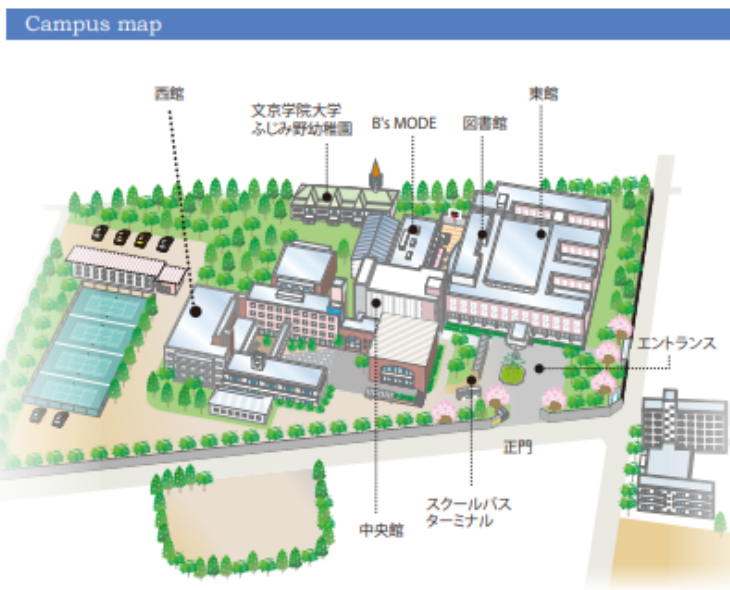 Campus map
西館
文京学院大学
ふじみ野幼稚園
B's MODE
図書館
東館
エントランス
正門
スクールバス
ターミナル
中央館